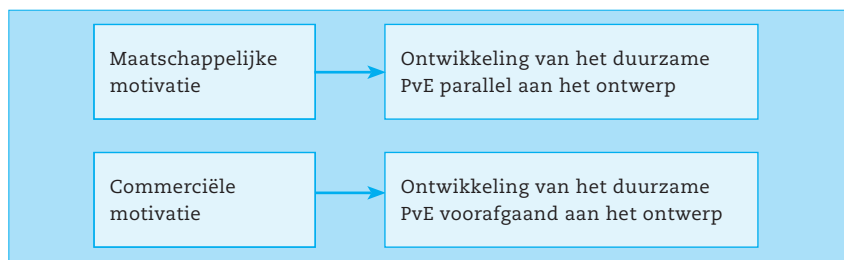 Maatschappelijke
motivatie
Ontwikkeling van het duurzame
PvE parallel aan het ontwerp
Commerciële
motivatie
Ontwikkeling van het duurzame
PvE voorafgaand aan het ontwerp